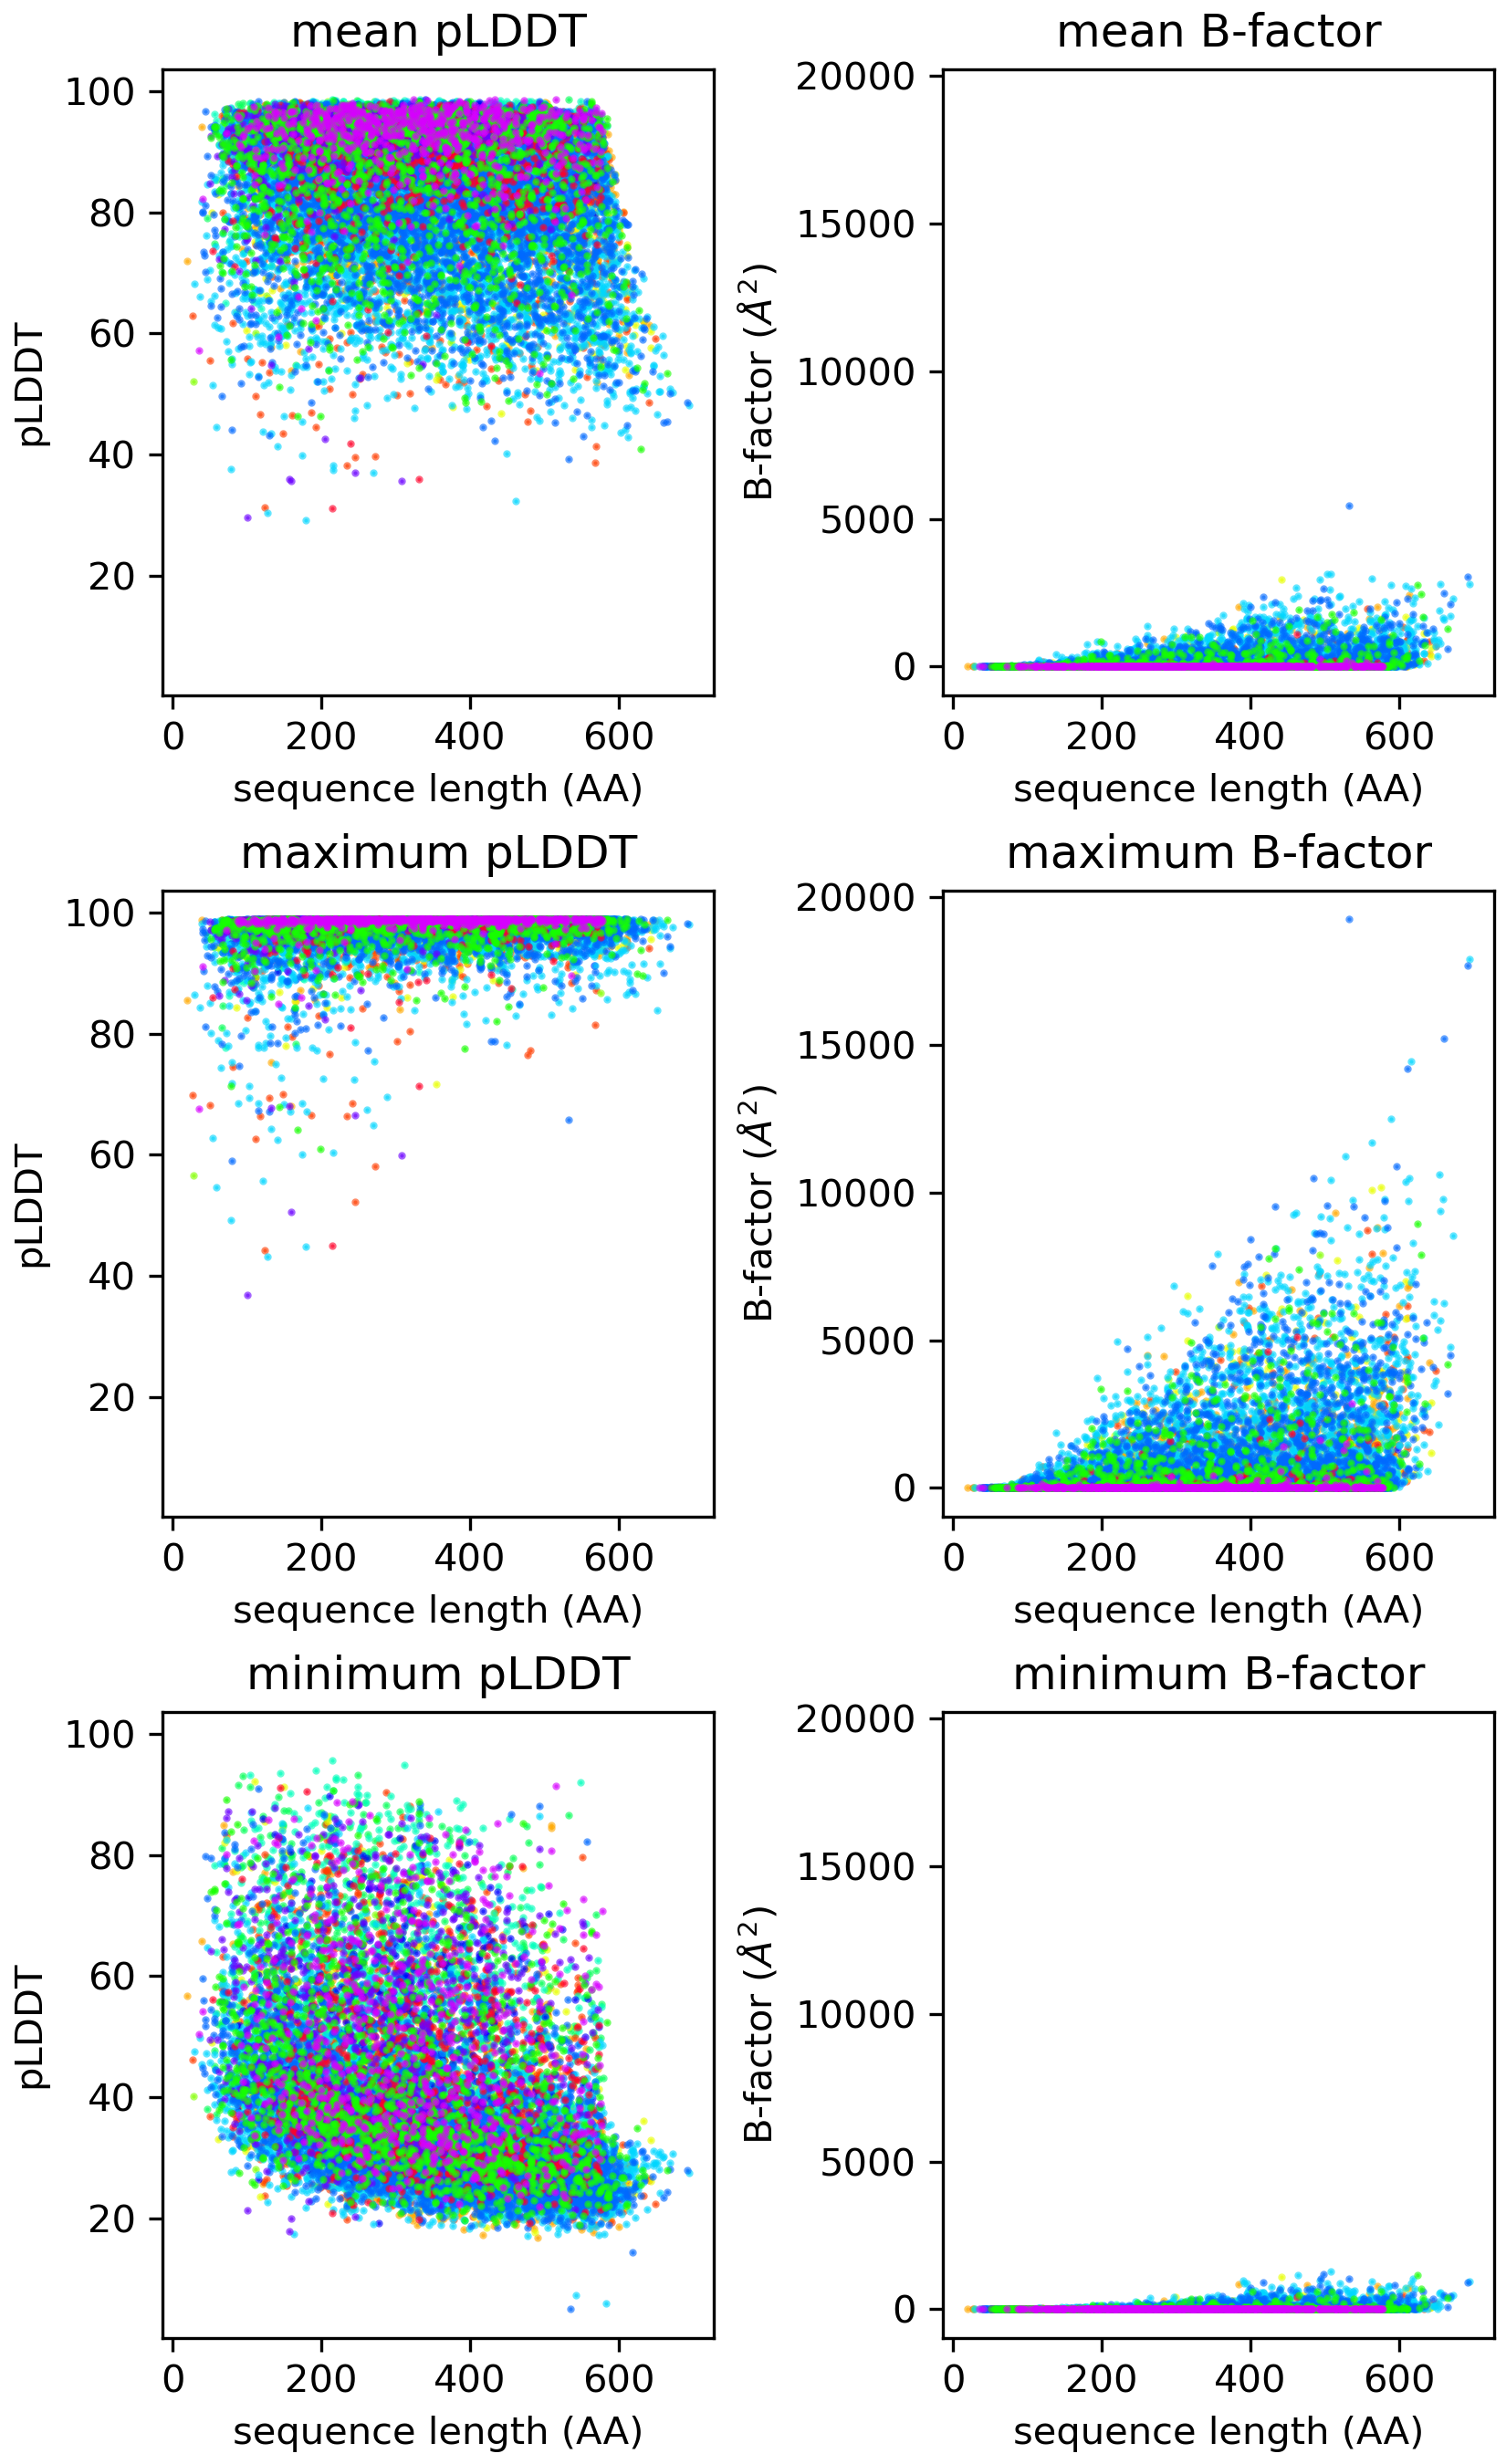 mean pLDDT
100
80
60
40
20
pLDDT
0 200 400 600
sequence length (AA)
mean B-factor
20000
15000
10000
5000
0
B-factor (Å²)
0 200 400 600
sequence length (AA)
maximum pLDDT
100
80
60
40
20
pLDDT
0 200 400 600
sequence length (AA)
maximum B-factor
20000
15000
10000
5000
0
B-factor (Å²)
0 200 400 600
sequence length (AA)
minimum pLDDT
100
80
60
40
20
pLDDT
0 200 400 600
sequence length (AA)
minimum B-factor
20000
15000
10000
5000
0
B-factor (Å²)
0 200 400 600
sequence length (AA)